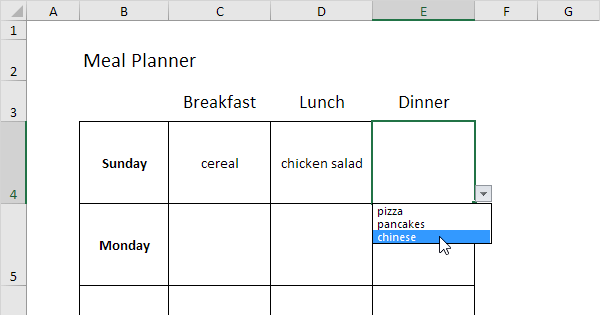 A B C D E F G
1
2 Meal Planner
3 Breakfast Lunch Dinner
4 Sunday cereal chicken salad
pizza
pancakes
chinese
5 Monday